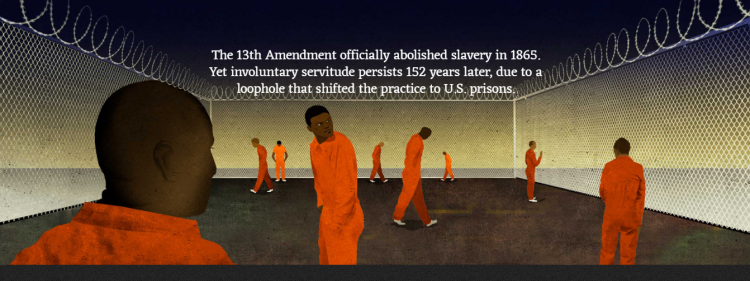 The 13th Amendment officially abolished slavery in 1865.
Yet involuntary servitude persists 152 years later, due to a
loophole that shifted the practice to U.S. prisons.